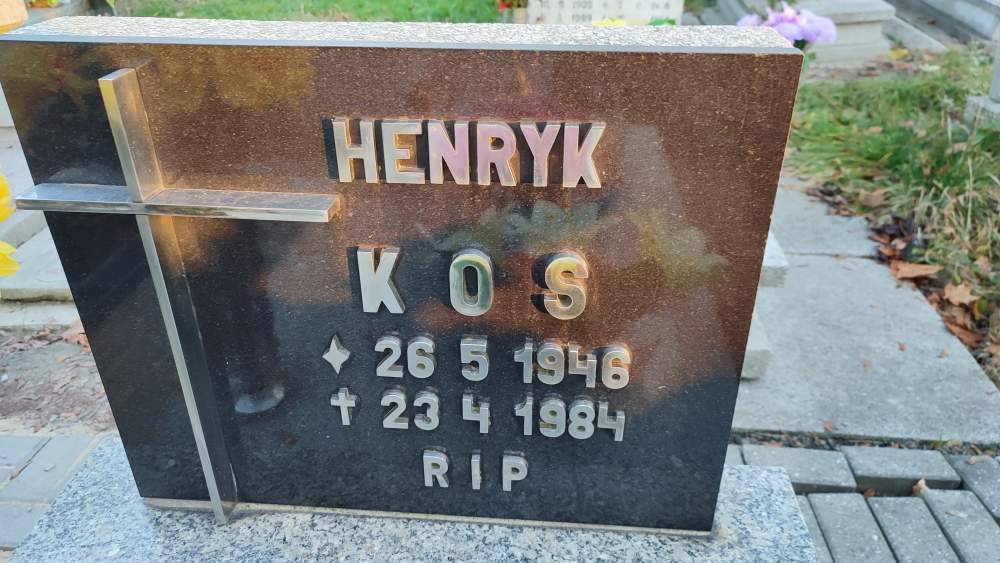 HENRYK
KOS
26 5 1946
23 4 1984
RIP